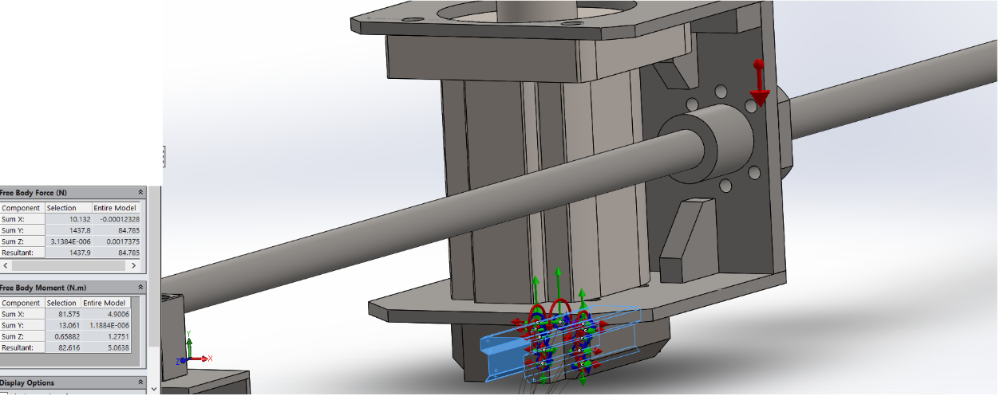 Free Body Force (N)
Component Selection Entire Model
Sum X: 10.132 -0.00012328
Sum Y: 1437.8 84.785
Sum Z: 3.1384E-006 0.0017375
Resultant: 1437.9 84.785
Free Body Moment (N.m)
Component Selection Entire Model
Sum X: 81.575 4.9006
Sum Y: 13.061 1.1884E-006
Sum Z: 0.65882 1.2751
Resultant: 82.616 5.0638
Display Options
Y
Z X